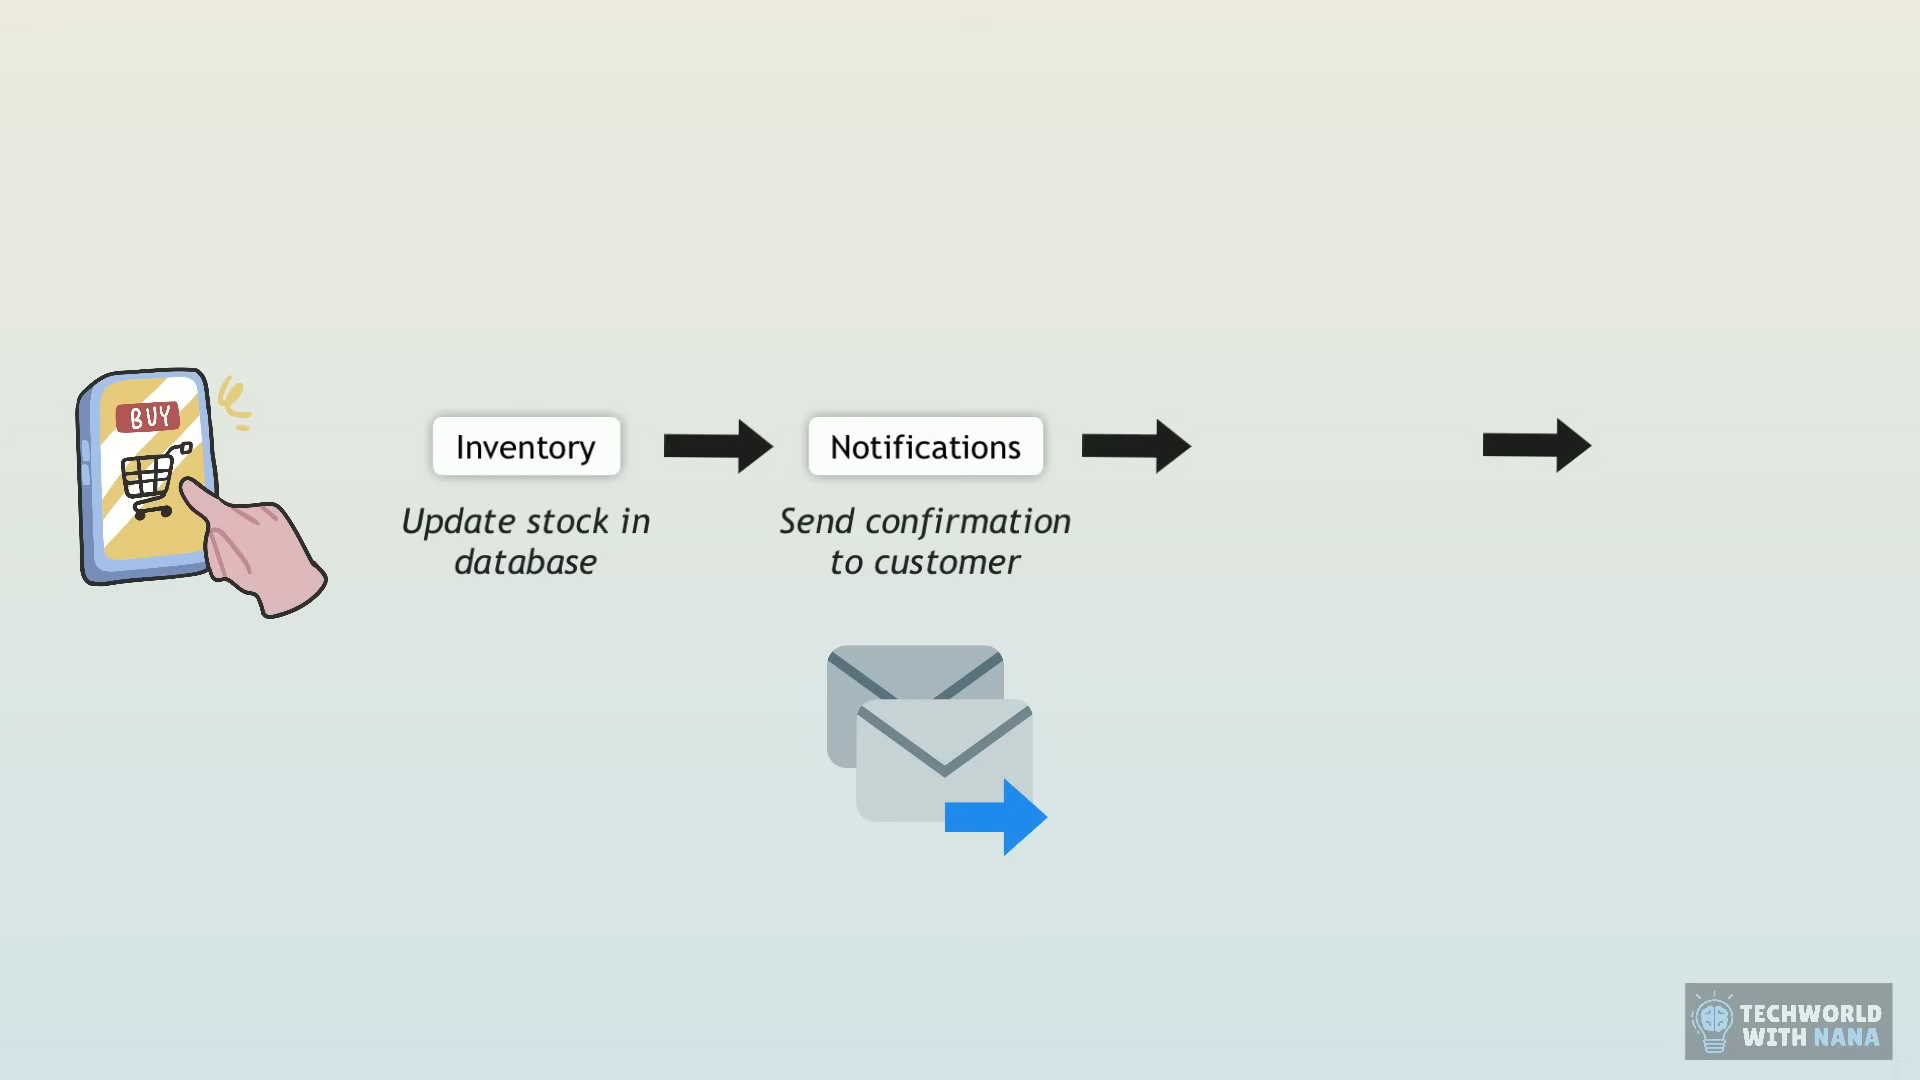 BUY
Inventory
Update stock in
database
Notifications
Send confirmation
to customer
TECHWORLD
WITH NANA